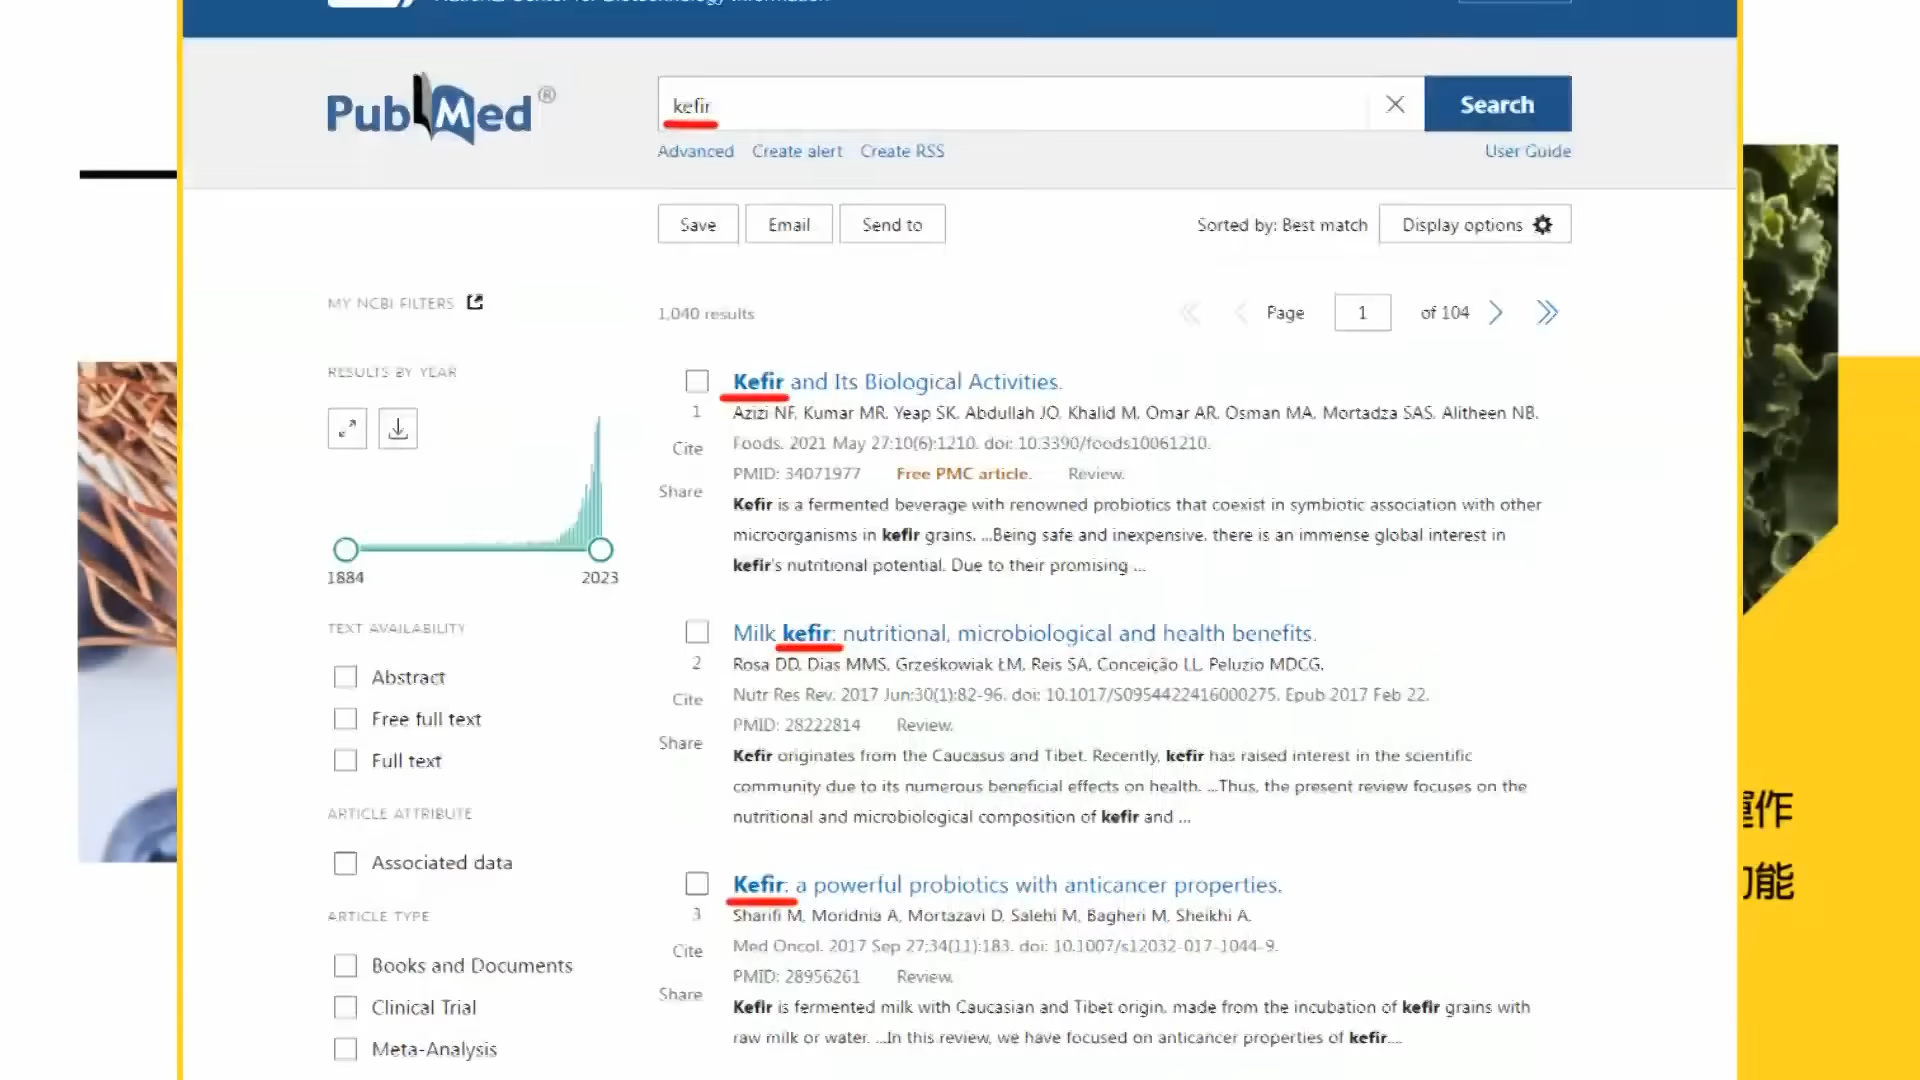 National Center for Biotechnology Information
PubMed®
kefir
Search
Advanced Create alert Create RSS
User Guide
Save Email Send to
Sorted by: Best match Display options
MY NCBI FILTERS
1,040 results
Page 1 of 104
RESULTS BY YEAR
1884 2023
TEXT AVAILABILITY
Abstract
Free full text
Full text
ARTICLE ATTRIBUTE
Associated data
ARTICLE TYPE
Books and Documents
Clinical Trial
Meta-Analysis
Kefir and Its Biological Activities.
1
Cite
Share
Azizi NF, Kumar MR, Yeap SK, Abdullah JO, Khalid M, Omar AR, Osman MA, Mortadza SAS, Alitheen NB.
Foods. 2021 May 27;10(6):1210. doi: 10.3390/foods10061210.
PMID: 34071977 Free PMC article. Review.
Kefir is a fermented beverage with renowned probiotics that coexist in symbiotic association with other
microorganisms in kefir grains. ...Being safe and inexpensive, there is an immense global interest in
kefir's nutritional potential. Due to their promising ...
Milk kefir: nutritional, microbiological and health benefits.
2
Cite
Share
Rosa DD, Dias MMS, Grześkowiak ŁM, Reis SA, Conceição LL, Peluzio MDCG.
Nutr Res Rev. 2017 Jun;30(1):82-96. doi: 10.1017/S0954422416000275. Epub 2017 Feb 22.
PMID: 28222814 Review.
Kefir originates from the Caucasus and Tibet. Recently, kefir has raised interest in the scientific
community due to its numerous beneficial effects on health. ...Thus, the present review focuses on the
nutritional and microbiological composition of kefir and ...
Kefir: a powerful probiotics with anticancer properties.
3
Cite
Share
Sharifi M, Moridnia A, Mortazavi D, Salehi M, Bagheri M, Sheikhi A.
Med Oncol. 2017 Sep 27;34(11):183. doi: 10.1007/s12032-017-1044-9.
PMID: 28956261 Review.
Kefir is fermented milk with Caucasian and Tibet origin, made from the incubation of kefir grains with
raw milk or water. ...In this review, we have focused on anticancer properties of kefir....
作
能